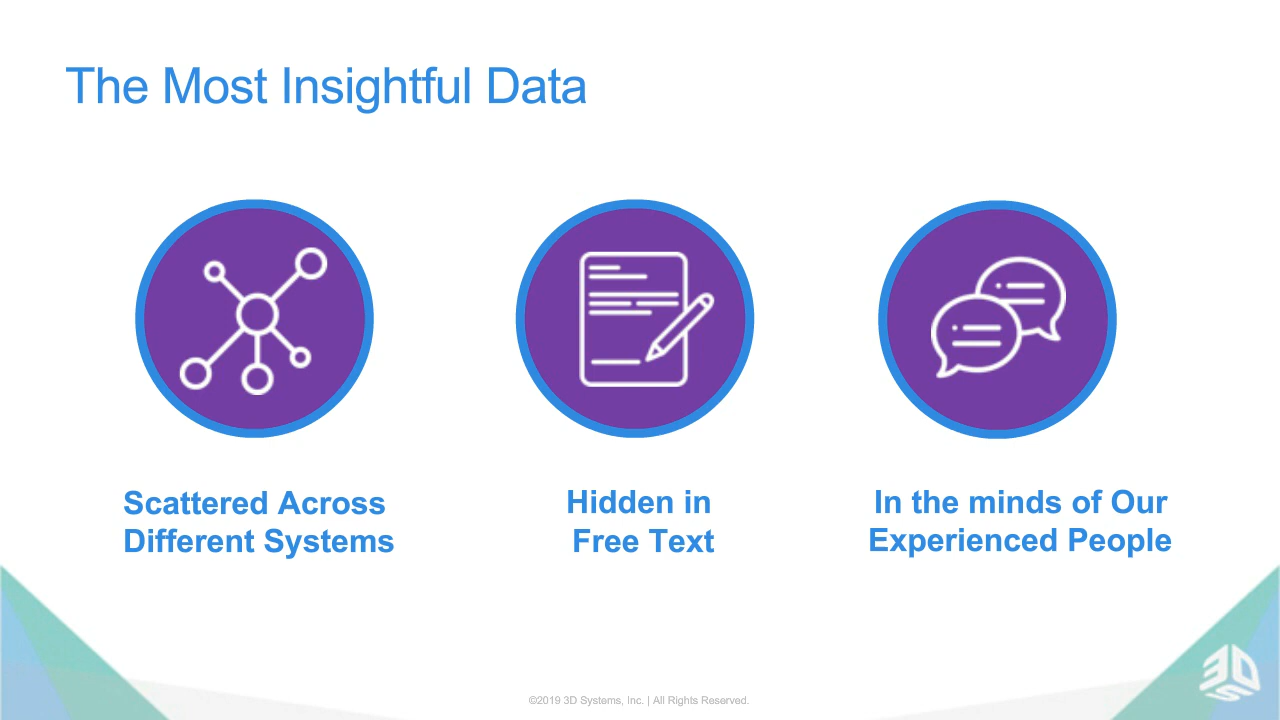 The Most Insightful Data
Scattered Across
Different Systems
Hidden in
Free Text
In the minds of Our
Experienced People
©2019 3D Systems, Inc. | All Rights Reserved.
3DS